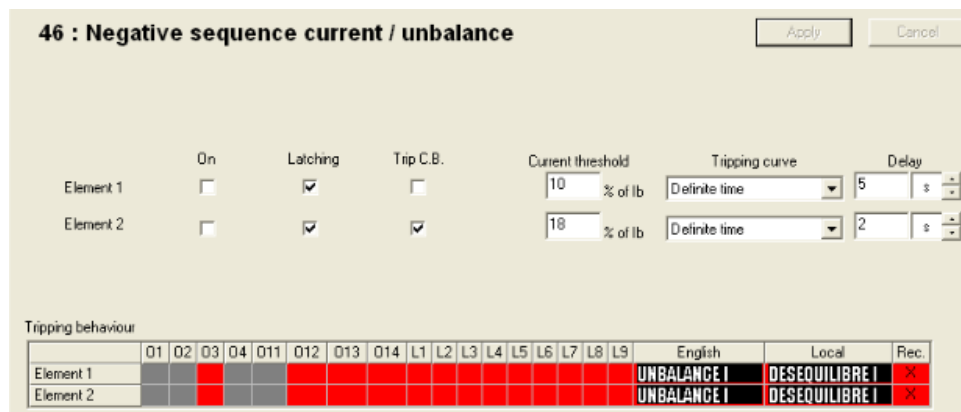 46 : Negative sequence current / unbalance Apply Cancel
On Latching Trip C.B. Current threshold Tripping curve Delay
Element 1 10 % of Ib Definite time 5 s
Element 2 18 % of Ib Definite time 2 s
Tripping behaviour
O1 O2 O3 O4 O11 O12 O13 O14 L1 L2 L3 L4 L5 L6 L7 L8 L9 English Local Rec.
Element 1 UNBALANCE I DESEQUILIBRE I X
Element 2 UNBALANCE I DESEQUILIBRE I X